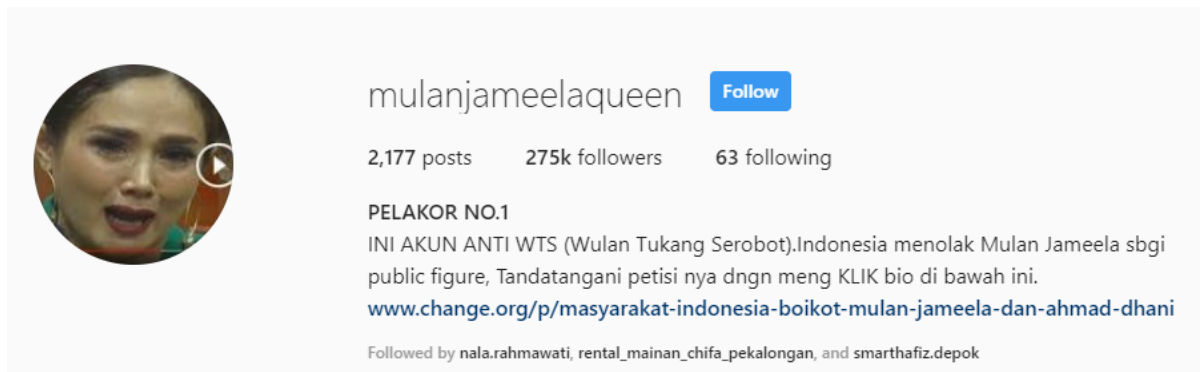 mulanjameelaqueen Follow
2,177 posts 275k followers 63 following
PELAKOR NO.1
INI AKUN ANTI WTS (Wulan Tukang Serobot).Indonesia menolak Mulan Jameela sbgi
public figure, Tandatangani petisi nya dngn meng KLIK bio di bawah ini.
www.change.org/p/masyarakat-indonesia-boikot-mulan-jameela-dan-ahmad-dhani
Followed by nala.rahmawati, rental_mainan_chifa_pekalongan, and smarthafiz.depok